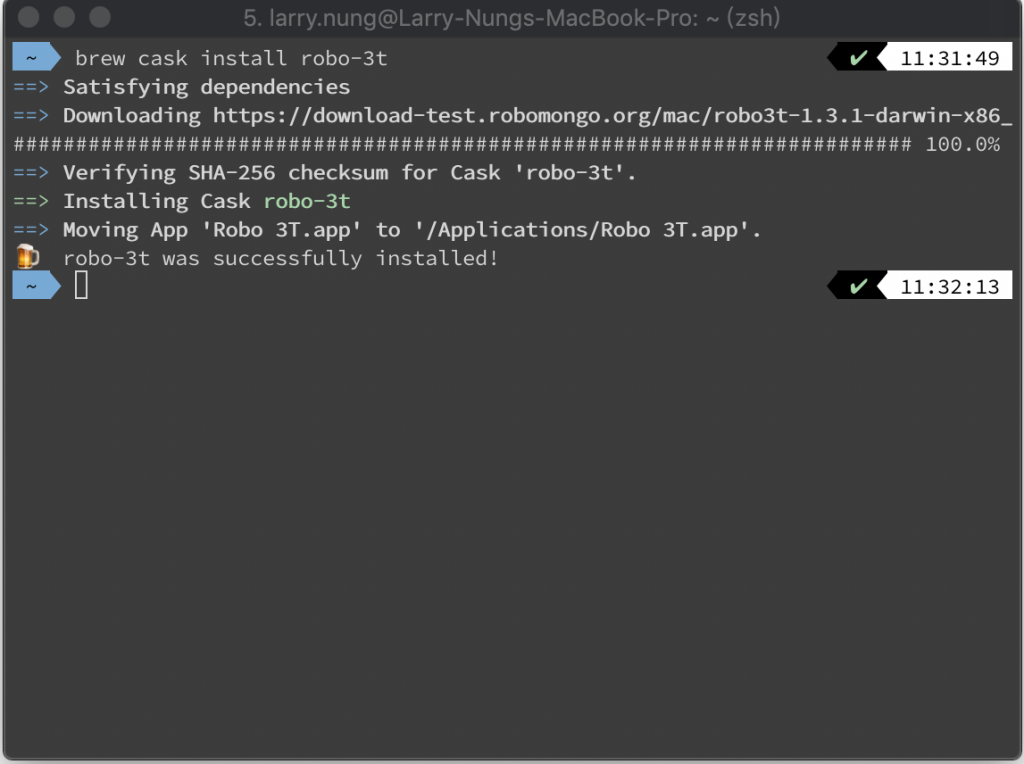 5. larry.nung@Larry-Nungs-MacBook-Pro: ~ (zsh)
~ brew cask install robo-3t ✔ 11:31:49
==> Satisfying dependencies
==> Downloading https://download-test.robomongo.org/mac/robo3t-1.3.1-darwin-x86_
######################################################################## 100.0%
==> Verifying SHA-256 checksum for Cask 'robo-3t'.
==> Installing Cask robo-3t
==> Moving App 'Robo 3T.app' to '/Applications/Robo 3T.app'.
🍺 robo-3t was successfully installed!
~ ✔ 11:32:13